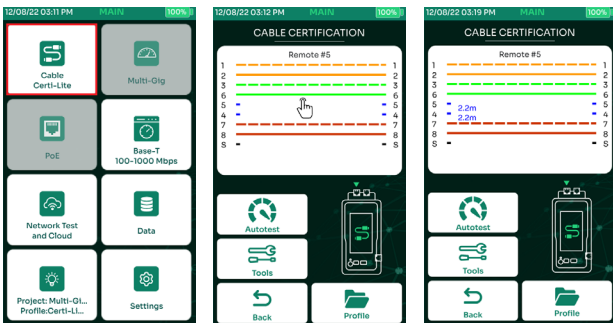 12/08/22 03:11 PM MAIN 100%
Cable
Certi-Lite
Multi-Gig
PoE
Base-T
100-1000 Mbps
Network Test
and Cloud
Data
Project: Multi-Gi...
Profile:Certi-Li...
Settings
12/08/22 03:12 PM MAIN 100%
CABLE CERTIFICATION
Remote #5
1 1
2 2
3 3
6 6
5 5
4 4
7 7
8 8
S S
Autotest
Tools
Back
Profile
12/08/22 03:19 PM MAIN 100%
CABLE CERTIFICATION
Remote #5
1 1
2 2
3 3
6 6
5 2.2m 5
4 2.2m 4
7 7
8 8
S S
Autotest
Tools
Back
Profile